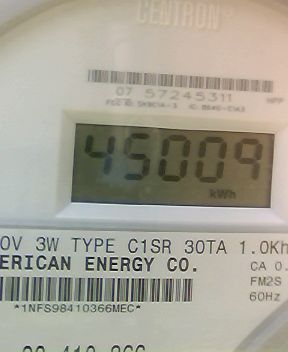 CENTRON
07 57245311
45009
kWh
0V 3W TYPE C1SR 30TA 1.0Kh
ERICAN ENERGY CO.
CA 0.
FM2S
60Hz
*1NFS98410366MEC*